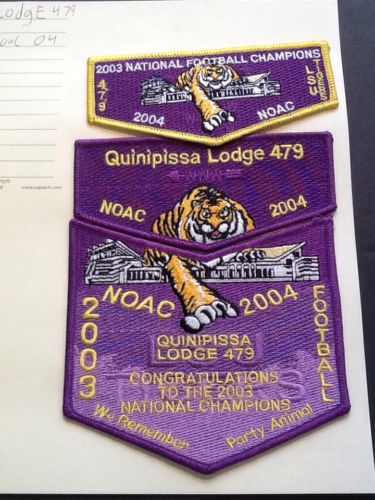 LodgE 479
04
2003 NATIONAL FOOTBALL CHAMPIONS
479
LSU
TIGERS
2004 NOAC
Quinipissa Lodge 479
NOAC 2004
NOAC 2004
2003
FOOTBALL
QUINIPISSA
LODGE 479
CONGRATULATIONS
TO THE 2003
NATIONAL CHAMPIONS
We Remember Party Animal